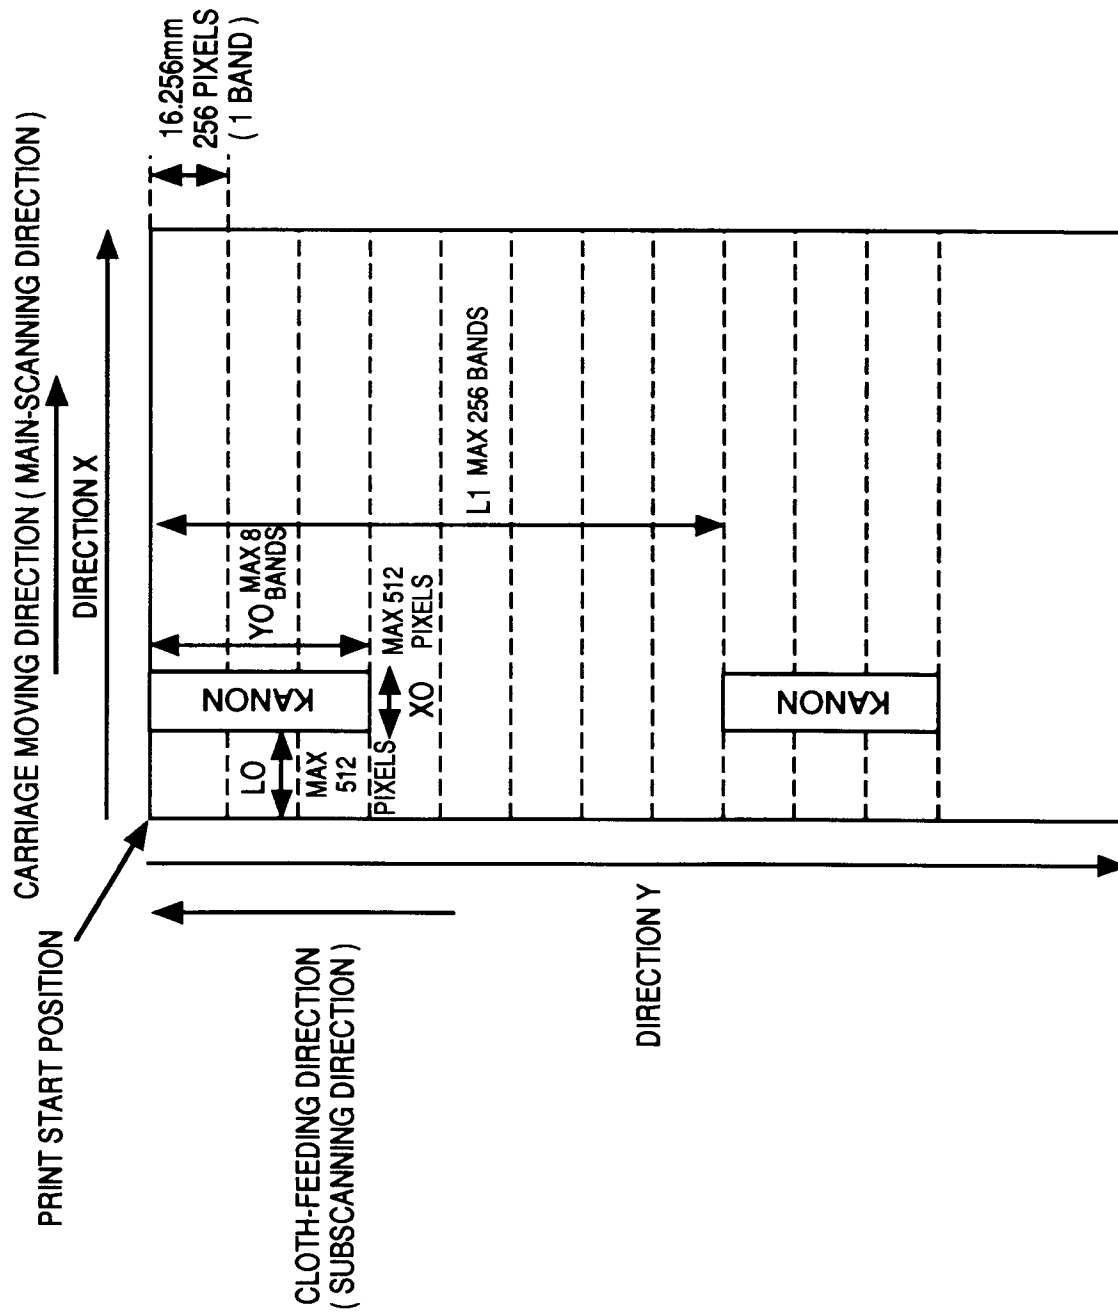 CARRIAGE MOVING DIRECTION ( MAIN-SCANNING DIRECTION )
DIRECTION X
PRINT START POSITION
16.256mm
256 PIXELS
( 1 BAND )
KANON
YO MAX 8
BANDS
LO
MAX
512
PIXELS
XO
MAX 512
PIXELS
L1 MAX 256 BANDS
CLOTH-FEEDING DIRECTION
( SUBSCANNING DIRECTION )
DIRECTION Y
KANON